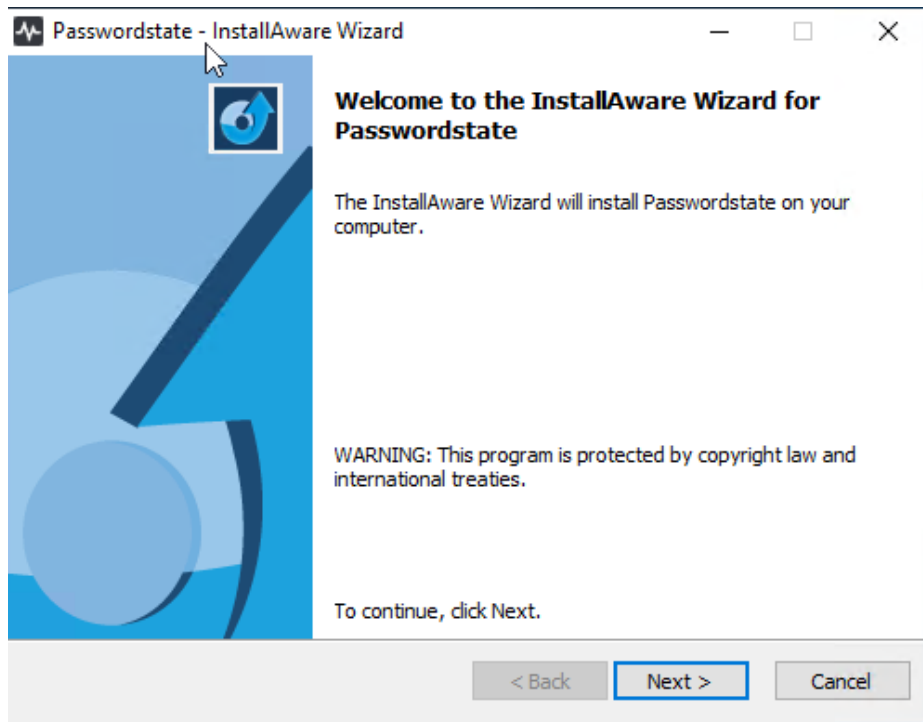 Passwordstate - InstallAware Wizard
Welcome to the InstallAware Wizard for
Passwordstate
The InstallAware Wizard will install Passwordstate on your
computer.
WARNING: This program is protected by copyright law and
international treaties.
To continue, click Next.
< Back
Next >
Cancel